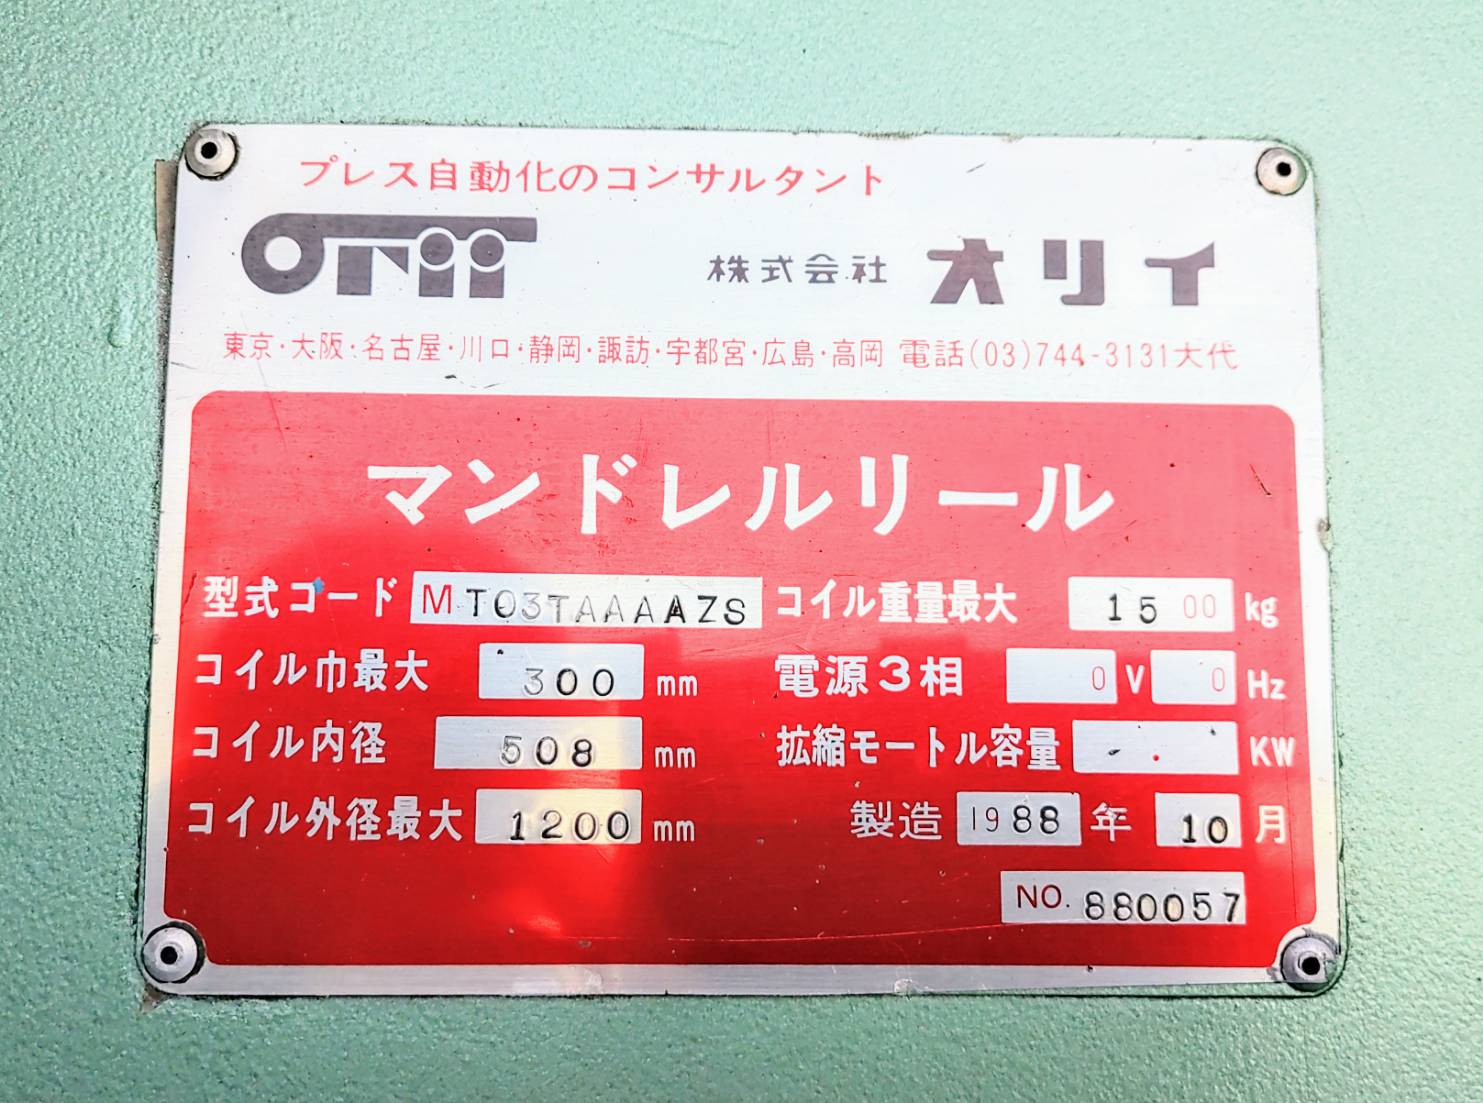 プレス自動化のコンサルタント
orii 株式会社 オリイ
東京・大阪・名古屋・川口・静岡・諏訪・宇都宮・広島・高岡 電話(03)744-3131大代
マンドレルリール
型式コード MT03TAAAAZS コイル重量最大 1500 kg
コイル巾最大 300 mm 電源3相 0 V 0 Hz
コイル内径 508 mm 拡縮モートル容量 - . KW
コイル外径最大 1200 mm 製造 1988 年 10 月
NO. 880057